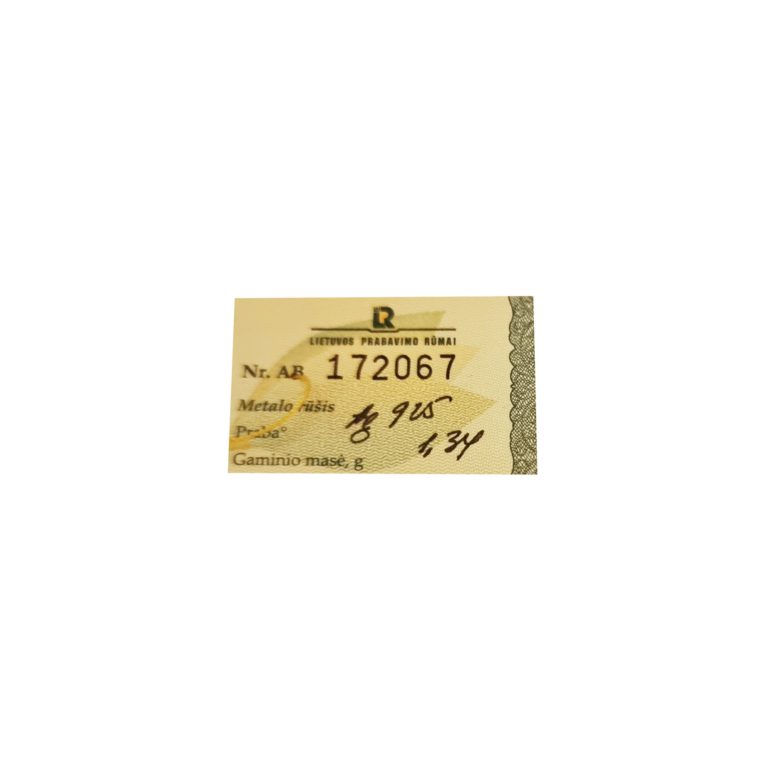 LR
LIETUVOS PRABAVIMO RŪMAI
Nr. AB 172067
Metalo rūšis
Praba° Ag 925
Gaminio masė, g 1,34